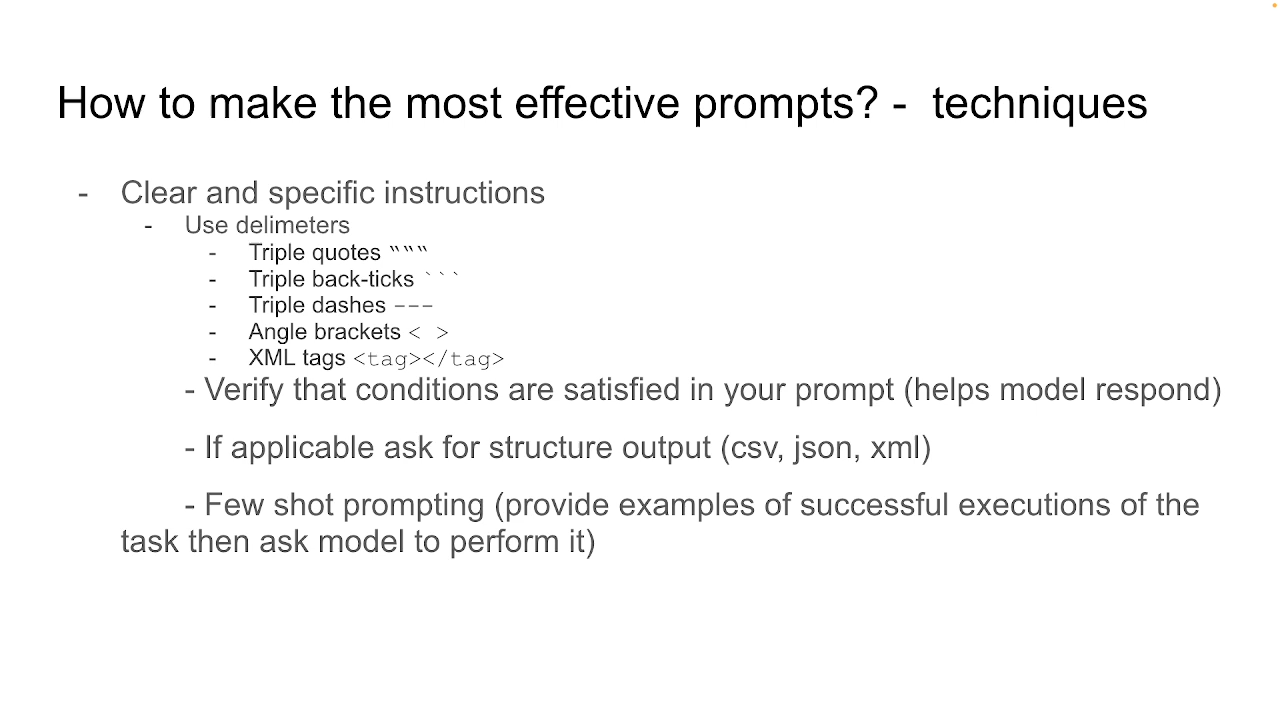 How to make the most effective prompts? - techniques
- Clear and specific instructions
- Use delimeters
- Triple quotes “““
- Triple back-ticks ```
- Triple dashes ---
- Angle brackets < >
- XML tags <tag></tag>
- Verify that conditions are satisfied in your prompt (helps model respond)
- If applicable ask for structure output (csv, json, xml)
- Few shot prompting (provide examples of successful executions of the
task then ask model to perform it)